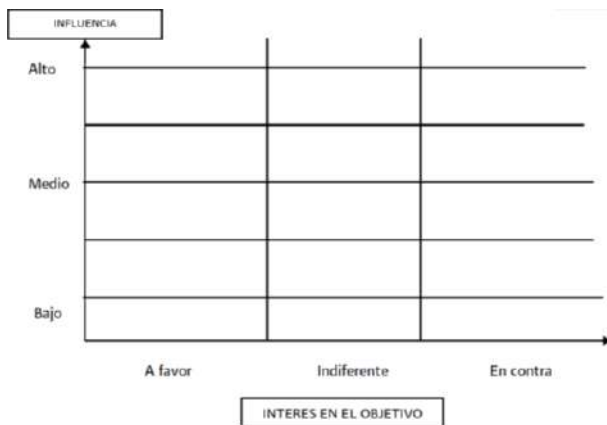 INFLUENCIA
Alto
Medio
Bajo
A favor Indiferente En contra
INTERES EN EL OBJETIVO